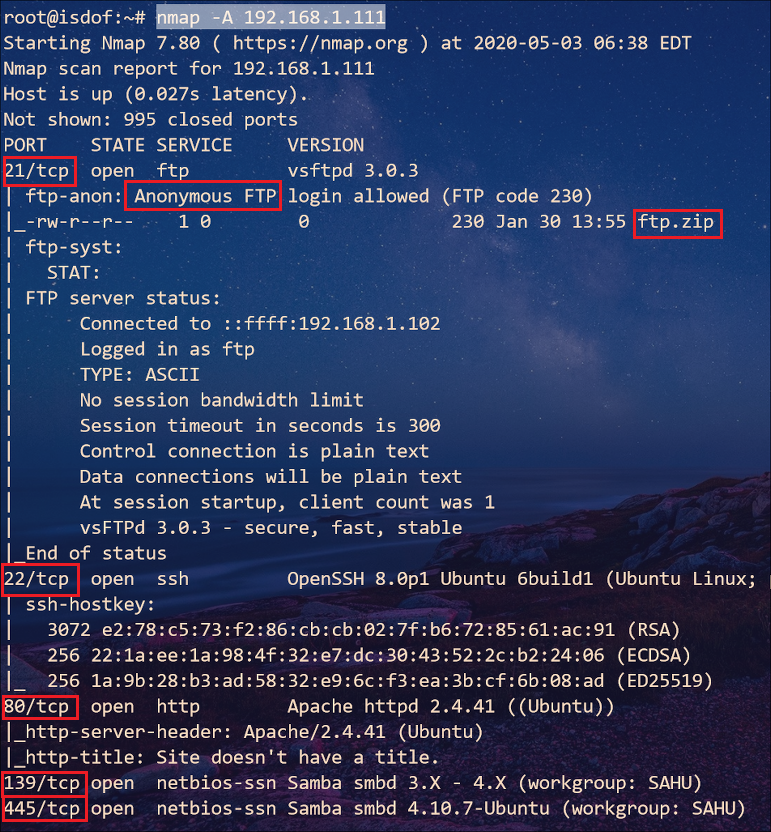 root@isdof:~# nmap -A 192.168.1.111
Starting Nmap 7.80 ( https://nmap.org ) at 2020-05-03 06:38 EDT
Nmap scan report for 192.168.1.111
Host is up (0.027s latency).
Not shown: 995 closed ports
PORT    STATE SERVICE     VERSION
21/tcp  open  ftp         vsftpd 3.0.3
| ftp-anon: Anonymous FTP login allowed (FTP code 230)
|_-rw-r--r--    1 0        0             230 Jan 30 13:55 ftp.zip
| ftp-syst:
|   STAT:
| FTP server status:
|      Connected to ::ffff:192.168.1.102
|      Logged in as ftp
|      TYPE: ASCII
|      No session bandwidth limit
|      Session timeout in seconds is 300
|      Control connection is plain text
|      Data connections will be plain text
|      At session startup, client count was 1
|      vsFTPd 3.0.3 - secure, fast, stable
|_End of status
22/tcp  open  ssh         OpenSSH 8.0p1 Ubuntu 6build1 (Ubuntu Linux;
| ssh-hostkey:
|   3072 e2:78:c5:73:f2:86:cb:cb:02:7f:b6:72:85:61:ac:91 (RSA)
|   256 22:1a:ee:1a:98:4f:32:e7:dc:30:43:52:2c:b2:24:06 (ECDSA)
|_  256 1a:9b:28:b3:ad:58:32:e9:6c:f3:ea:3b:cf:6b:08:ad (ED25519)
80/tcp  open  http        Apache httpd 2.4.41 ((Ubuntu))
|_http-server-header: Apache/2.4.41 (Ubuntu)
|_http-title: Site doesn't have a title.
139/tcp open  netbios-ssn Samba smbd 3.X - 4.X (workgroup: SAHU)
445/tcp open  netbios-ssn Samba smbd 4.10.7-Ubuntu (workgroup: SAHU)